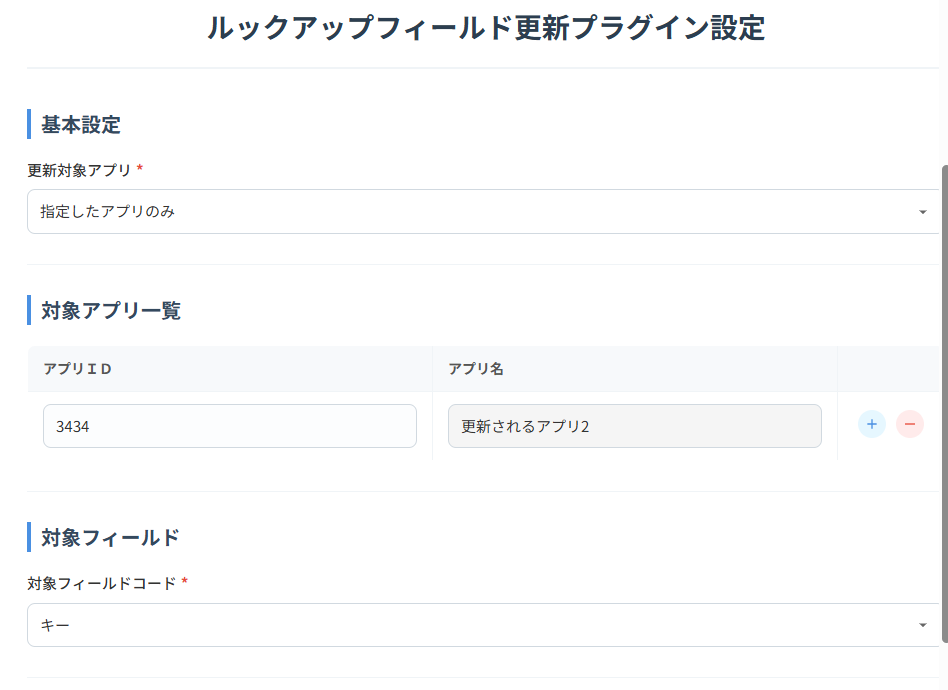 ルックアップフィールド更新プラグイン設定
基本設定
更新対象アプリ *
指定したアプリのみ
対象アプリ一覧
アプリＩＤ
アプリ名
3434
更新されるアプリ2
+
−
対象フィールド
対象フィールドコード *
キー